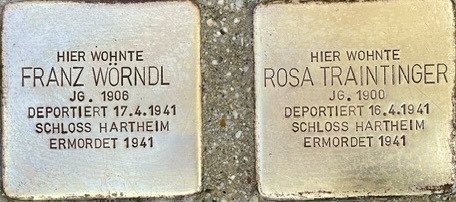 HIER WOHNTE
FRANZ WÖRNDL
JG. 1906
DEPORTIERT 17.4.1941
SCHLOSS HARTHEIM
ERMORDET 1941
HIER WOHNTE
ROSA TRAINTINGER
JG. 1900
DEPORTIERT 16.4.1941
SCHLOSS HARTHEIM
ERMORDET 1941